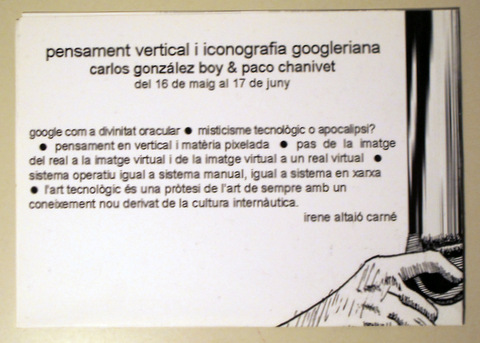 pensament vertical i iconografia googleriana
carlos gonzález boy & paco chanivet
del 16 de maig al 17 de juny
google com a divinitat oracular ● misticisme tecnològic o apocalipsi?
● pensament en vertical i matèria pixelada ● pas de la imatge
del real a la imatge virtual i de la imatge virtual a un real virtual ●
sistema operatiu igual a sistema manual, igual a sistema en xarxa
● l'art tecnològic és una pròtesi de l'art de sempre amb un
coneixement nou derivat de la cultura internàutica.
irene altaió carné